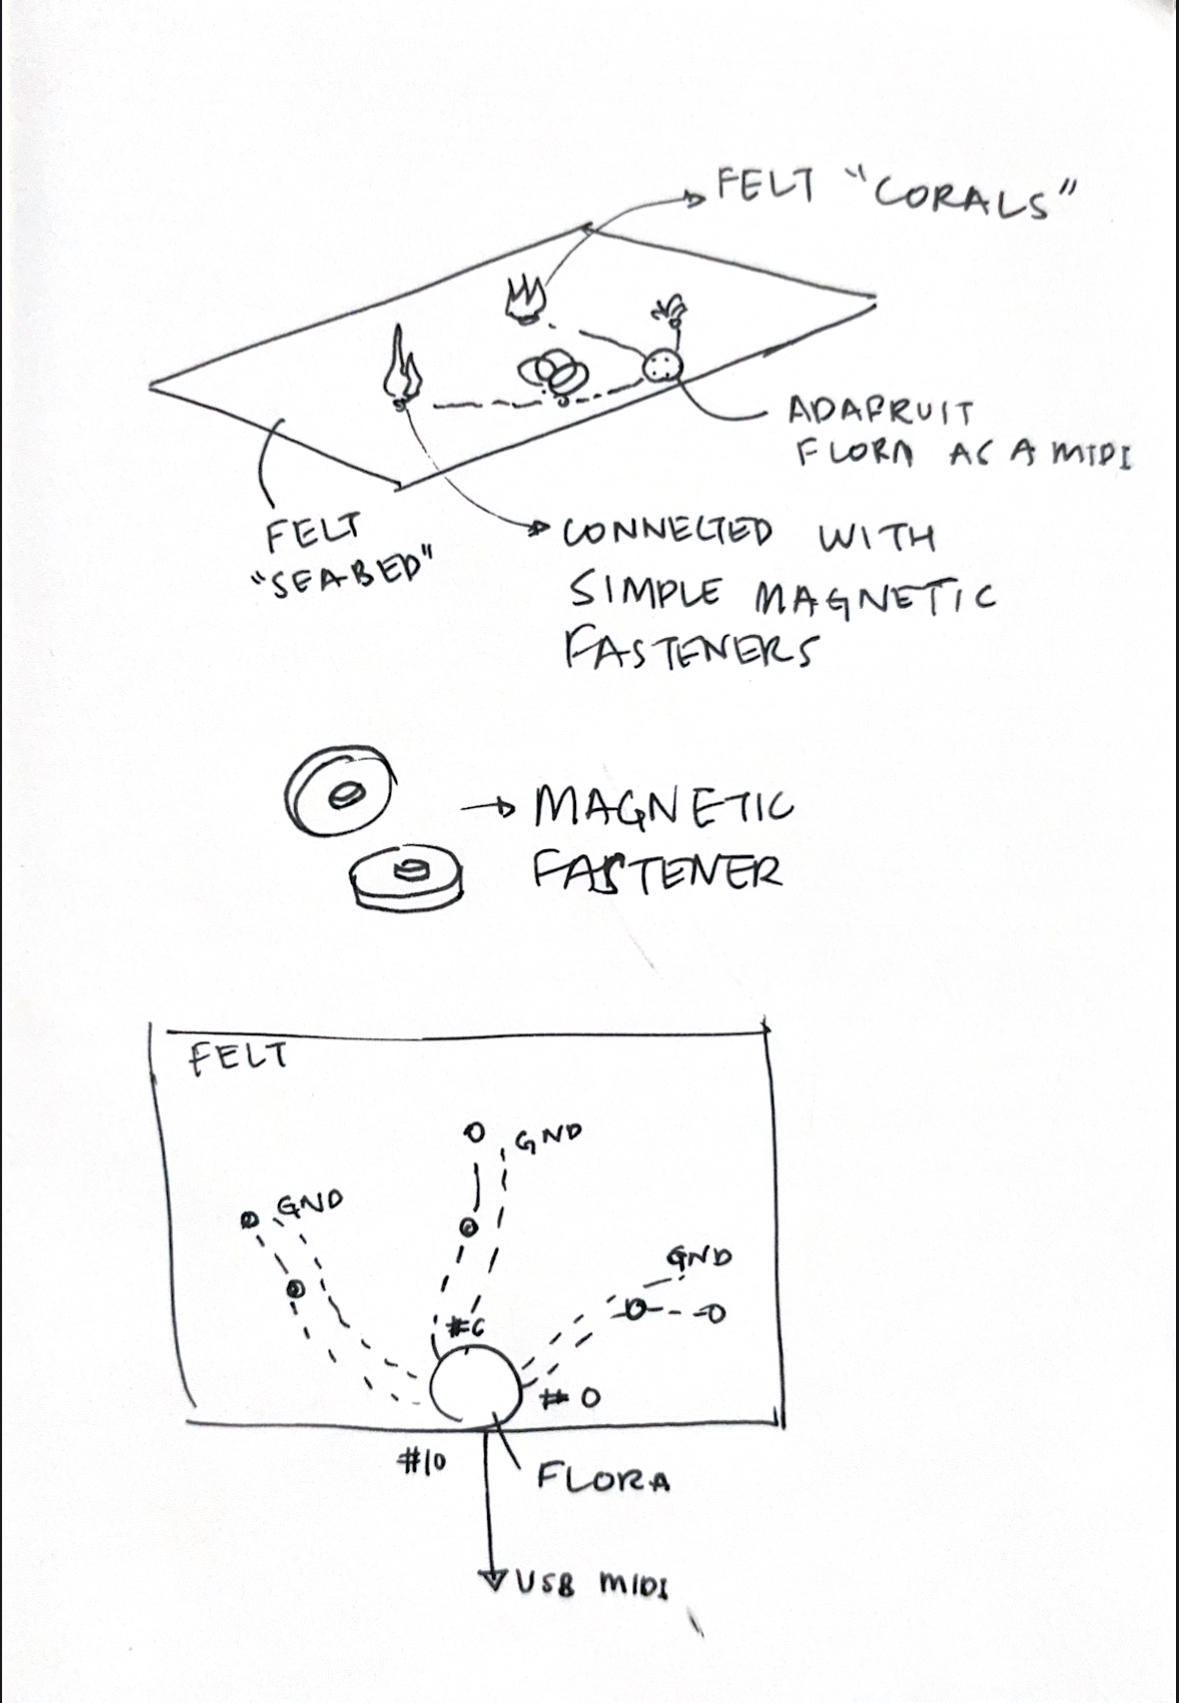 FELT "CORALS"
ADAFRUIT
FLORA AS A MIDI
FELT
"SEABED"
CONNECTED WITH
SIMPLE MAGNETIC
FASTENERS
MAGNETIC
FASTENER
FELT
GND
GND
GND
#6
#0
#10
FLORA
USB MIDI